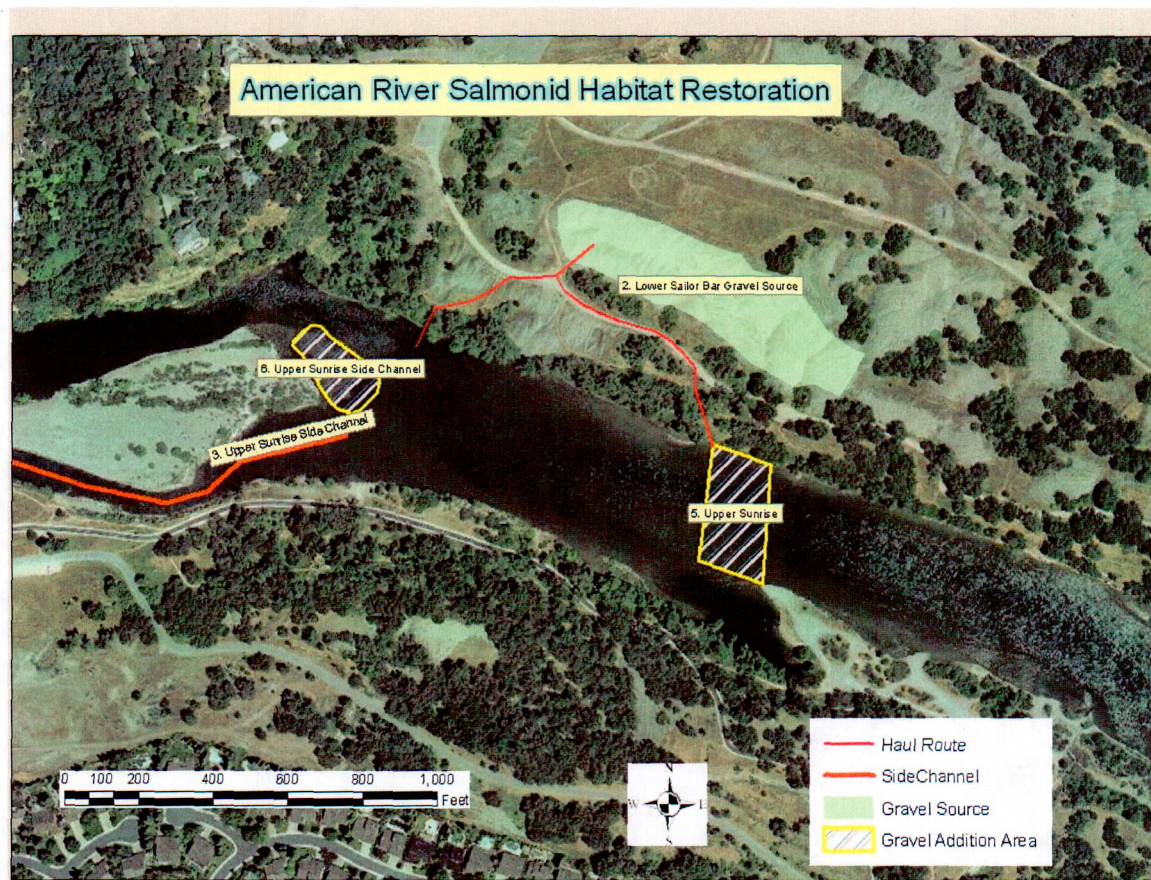 American River Salmonid Habitat Restoration
2. Lower Sailor Bar Gravel Source
6. Upper Sunrise Side Channel
3. Upper Sunrise Side Channel
5. Upper Sunrise
0 100 200 400 600 800 1,000
Feet
N
W E
S
Haul Route
SideChannel
Gravel Source
Gravel Addition Area